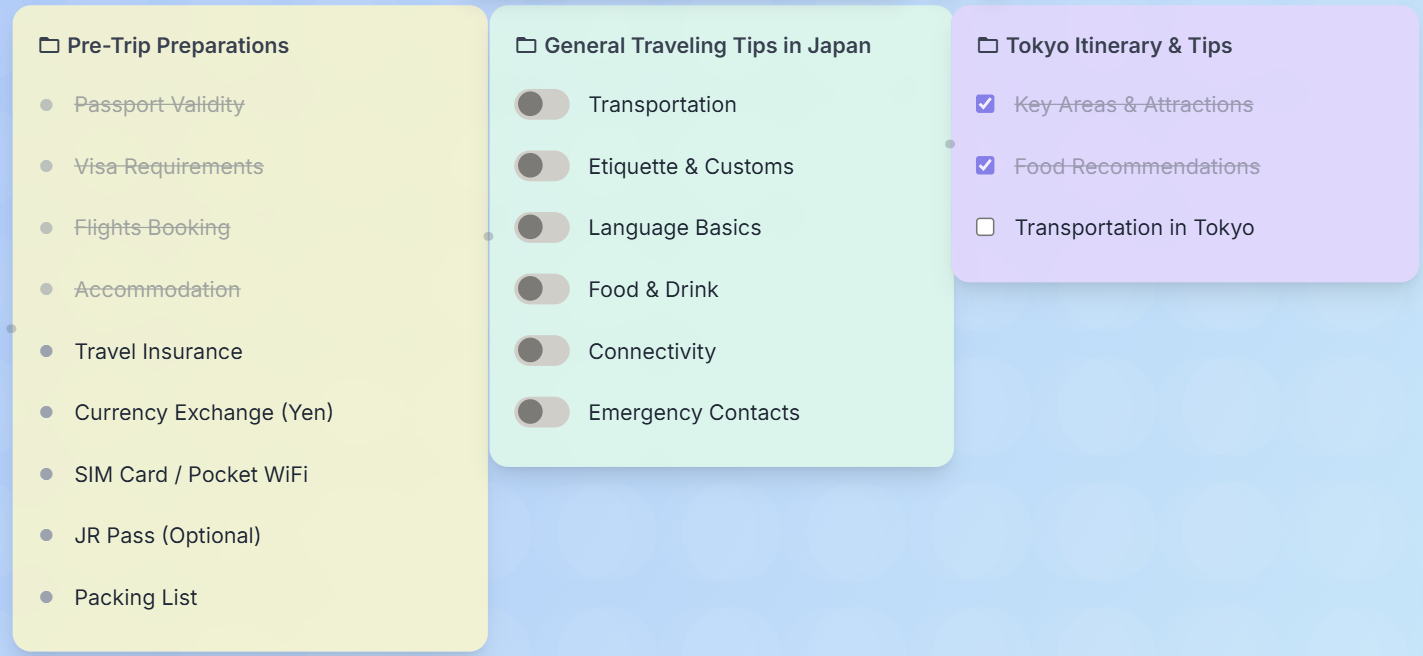 Pre-Trip Preparations
Passport Validity
Visa Requirements
Flights Booking
Accommodation
Travel Insurance
Currency Exchange (Yen)
SIM Card / Pocket WiFi
JR Pass (Optional)
Packing List
General Traveling Tips in Japan
Transportation
Etiquette & Customs
Language Basics
Food & Drink
Connectivity
Emergency Contacts
Tokyo Itinerary & Tips
Key Areas & Attractions
Food Recommendations
Transportation in Tokyo